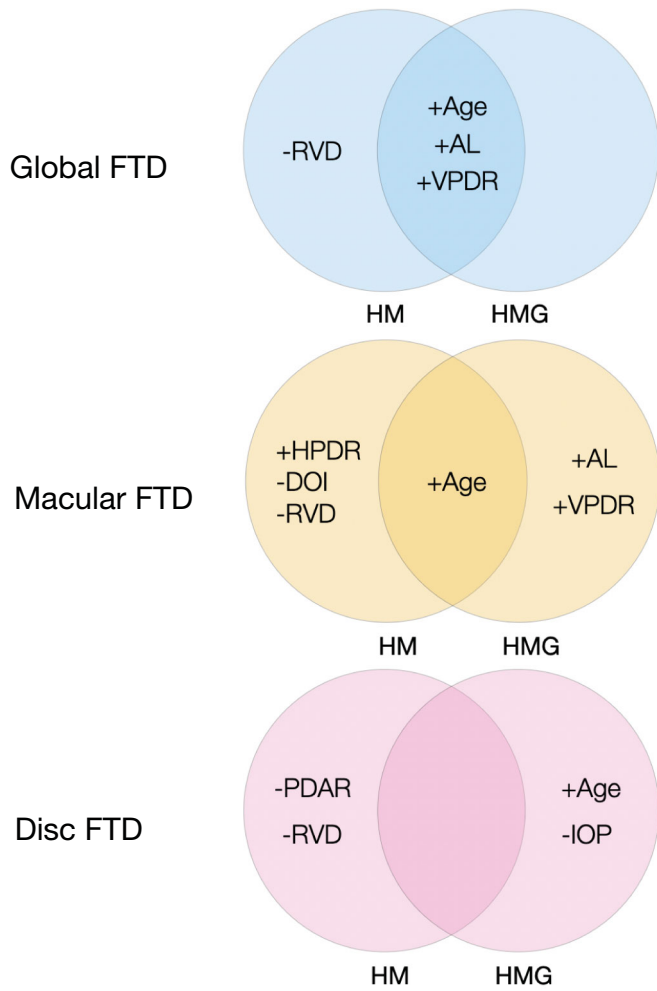 Global FTD
-RVD
+Age
+AL
+VPDR
HM
HMG
Macular FTD
+HPDR
-DOI
-RVD
+Age
+AL
+VPDR
HM
HMG
Disc FTD
-PDAR
-RVD
+Age
-IOP
HM
HMG